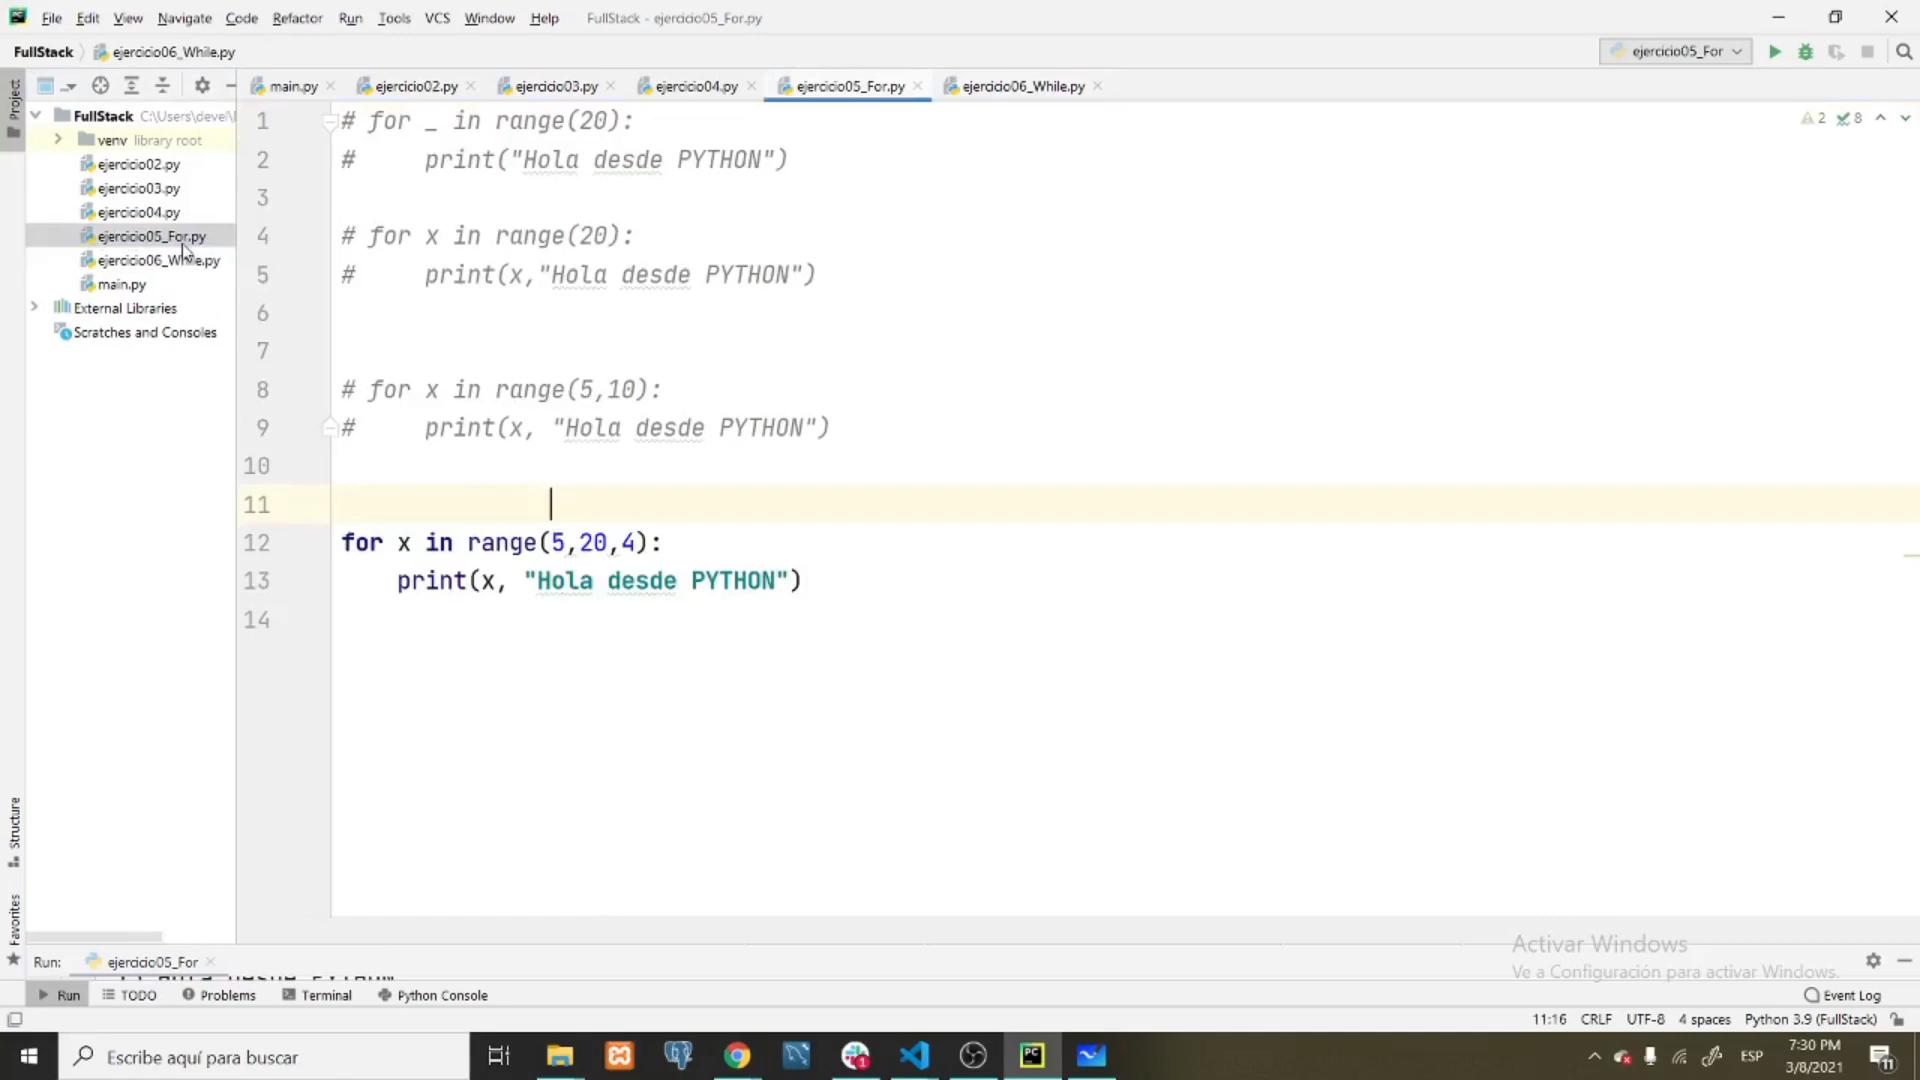 File Edit View Navigate Code Refactor Run Tools VCS Window Help FullStack - ejercicio05_For.py
FullStack ejercicio06_While.py ejercicio05_For
Project
main.py ejercicio02.py ejercicio03.py ejercicio04.py ejercicio05_For.py ejercicio06_While.py
FullStack C:\Users\devel\
venv library root
ejercicio02.py
ejercicio03.py
ejercicio04.py
ejercicio05_For.py
ejercicio06_While.py
main.py
External Libraries
Scratches and Consoles
2 8
1 # for _ in range(20):
2 #     print("Hola desde PYTHON")
3
4 # for x in range(20):
5 #     print(x,"Hola desde PYTHON")
6
7
8 # for x in range(5,10):
9 #     print(x, "Hola desde PYTHON")
10
11
12 for x in range(5,20,4):
13     print(x, "Hola desde PYTHON")
14
Structure
Favorites
Activar Windows
Ve a Configuración para activar Windows.
Run: ejercicio05_For
Run TODO Problems Terminal Python Console Event Log
11:16 CRLF UTF-8 4 spaces Python 3.9 (FullStack)
Escribe aquí para buscar
ESP
7:30 PM
3/8/2021
11